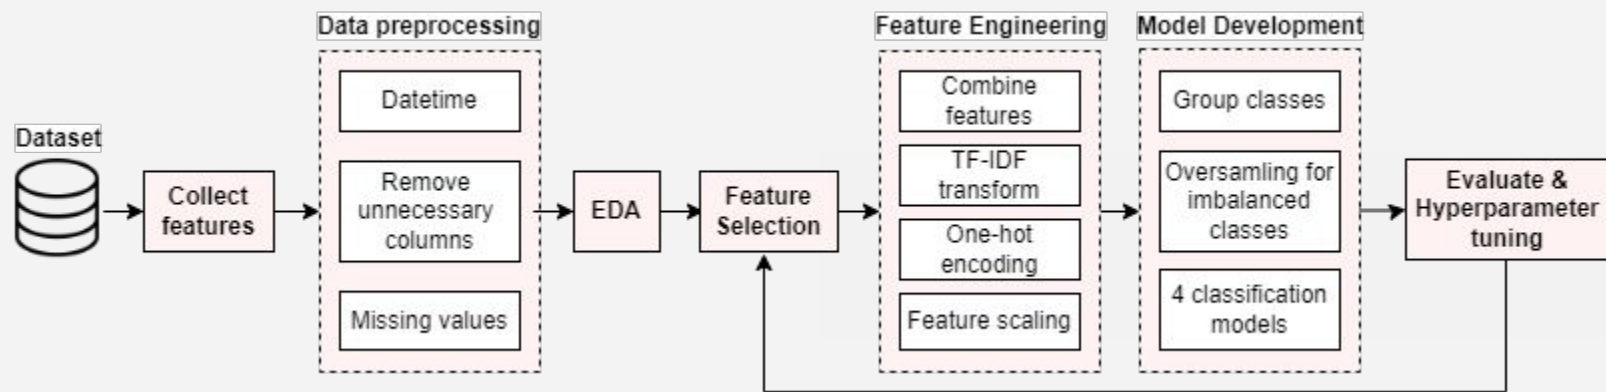 Dataset
Collect
features
Data preprocessing
Datetime
Remove
unnecessary
columns
Missing values
EDA
Feature
Selection
Feature Engineering
Combine
features
TF-IDF
transform
One-hot
encoding
Feature scaling
Model Development
Group classes
Oversamling for
imbalanced
classes
4 classification
models
Evaluate &
Hyperparameter
tuning